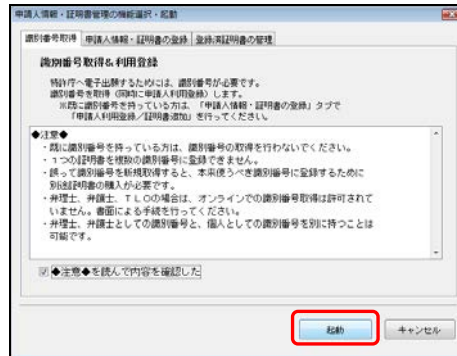 申請人情報・証明書管理の機能選択・起動
識別番号取得 申請人情報・証明書の登録 登録済証明書の管理
識別番号取得&利用登録
特許庁へ電子出願するためには、識別番号が必要です。
識別番号を取得(同時に申請人利用登録)します。
※既に識別番号を持っている方は、「申請人情報・証明書の登録」タブで
「申請人利用登録/証明書追加」を行ってください。
◆注意◆
・既に識別番号を持っている方は、識別番号の取得を行わないでください。
・1つの証明書を複数の識別番号に登録できません。
・誤って識別番号を新規取得すると、本来使うべき識別番号に登録するために
別途証明書の購入が必要です。
・弁理士、弁護士、TLOの場合は、オンラインでの識別番号取得は許可されて
いません。書面による手続を行ってください。
・弁理士、弁護士としての識別番号と、個人としての識別番号を別に持つことは
可能です。
◆注意◆を読んで内容を確認した
起動 キャンセル